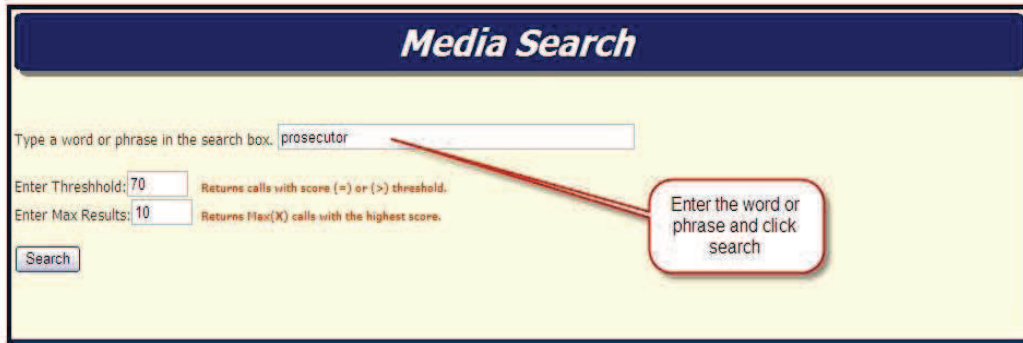 Media Search
Type a word or phrase in the search box. prosecutor
Enter Threshhold: 70 Returns calls with score (=) or (>) threshold.
Enter Max Results: 10 Returns Max(X) calls with the highest score.
Enter the word or
phrase and click
search
Search